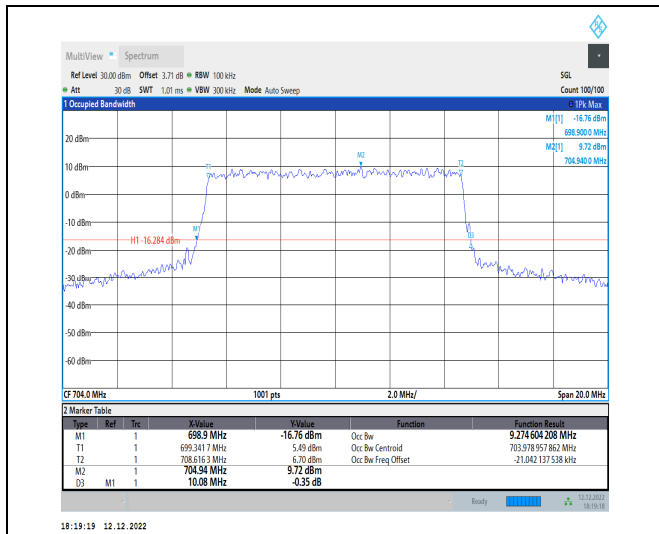 MultiView Spectrum
Ref Level 30.00 dBm Offset 3.71 dB RBW 100 kHz SGL
Att 30 dB SWT 1.01 ms VBW 300 kHz Mode Auto Sweep Count 100/100
1 Occupied Bandwidth 1Pk Max
M1[1] -16.76 dBm
698.9000 MHz
M2[1] 9.72 dBm
704.9400 MHz
20 dBm
M2
T1 T2
10 dBm
0 dBm
-10 dBm
M1
H1 -16.284 dBm
D3
-20 dBm
-30 dBm
-40 dBm
-50 dBm
-60 dBm
CF 704.0 MHz 1001 pts 2.0 MHz/ Span 20.0 MHz
2 Marker Table
Type Ref Trc X-Value Y-Value Function Function Result
M1 1 698.9 MHz -16.76 dBm Occ Bw 9.274 604 208 MHz
T1 1 699.3417 MHz 5.49 dBm Occ Bw Centroid 703.978 957 862 MHz
T2 1 708.6163 MHz 6.70 dBm Occ Bw Freq Offset -21.042 137 538 kHz
M2 1 704.94 MHz 9.72 dBm
D3 M1 1 10.08 MHz -0.35 dB
Ready 12.12.2022
18:19:18
18:19:19 12.12.2022